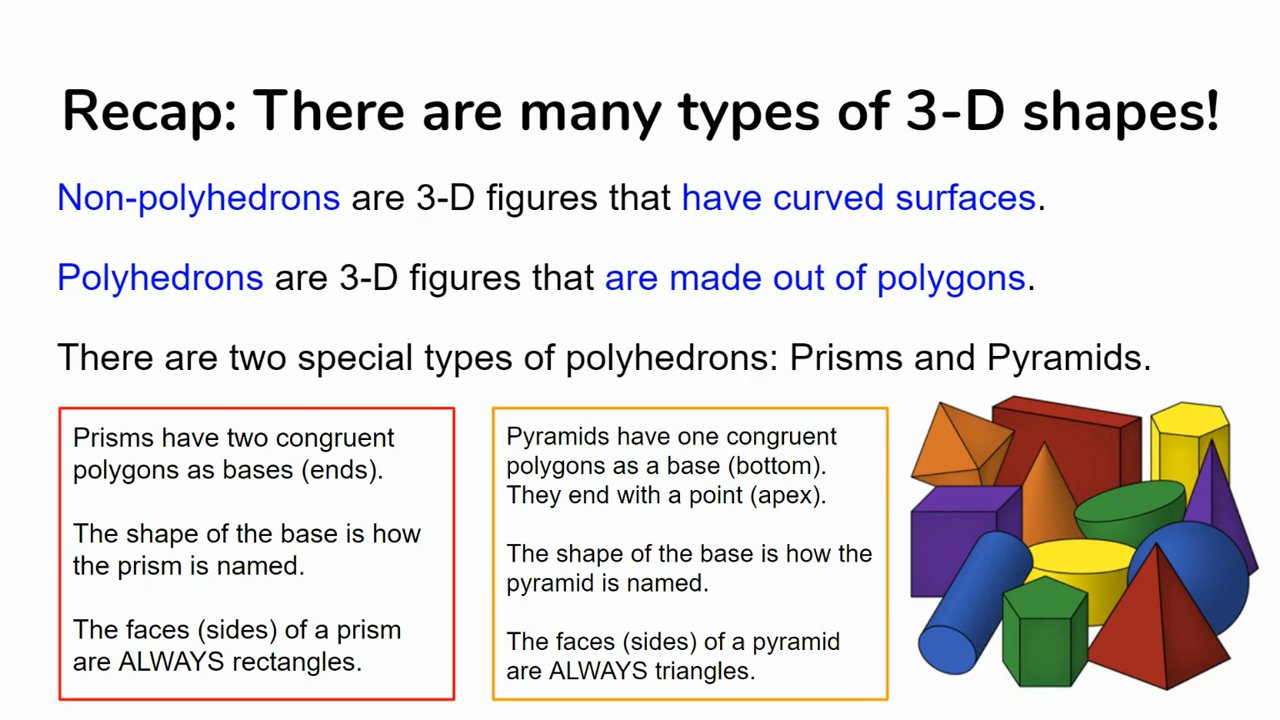 Recap: There are many types of 3-D shapes!
Non-polyhedrons are 3-D figures that have curved surfaces.
Polyhedrons are 3-D figures that are made out of polygons.
There are two special types of polyhedrons: Prisms and Pyramids.
Prisms have two congruent
polygons as bases (ends).
The shape of the base is how
the prism is named.
The faces (sides) of a prism
are ALWAYS rectangles.
Pyramids have one congruent
polygons as a base (bottom).
They end with a point (apex).
The shape of the base is how the
pyramid is named.
The faces (sides) of a pyramid
are ALWAYS triangles.